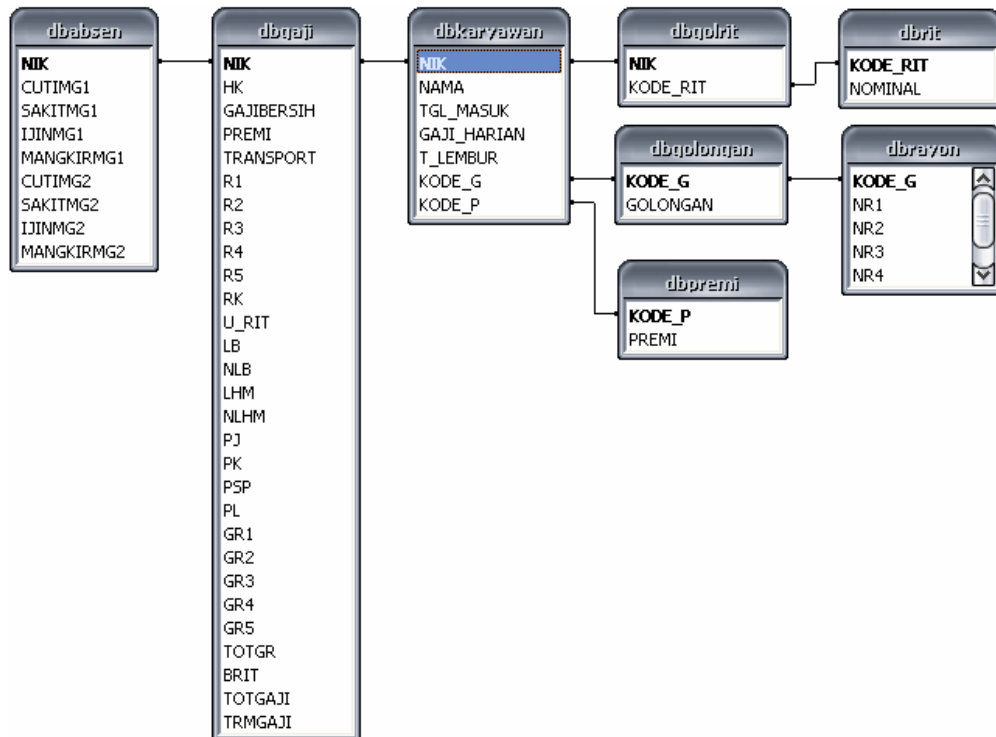 dbabsen
NIK
CUTIMG1
SAKITMG1
IJINMG1
MANGKIRMG1
CUTIMG2
SAKITMG2
IJINMG2
MANGKIRMG2
dbgaji
NIK
HK
GAJIBERSIH
PREMI
TRANSPORT
R1
R2
R3
R4
R5
RK
U_RIT
LB
NLB
LHM
NLHM
PJ
PK
PSP
PL
GR1
GR2
GR3
GR4
GR5
TOTGR
BRIT
TOTGAJI
TRMGAJI
dbkaryawan
NIK
NAMA
TGL_MASUK
GAJI_HARIAN
T_LEMBUR
KODE_G
KODE_P
dbgolrit
NIK
KODE_RIT
dbrit
KODE_RIT
NOMINAL
dbgolongan
KODE_G
GOLONGAN
dbrayon
KODE_G
NR1
NR2
NR3
NR4
dbpremi
KODE_P
PREMI